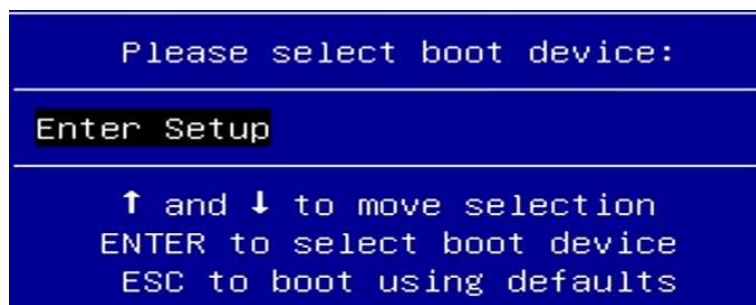 Please select boot device:
Enter Setup
↑ and ↓ to move selection
ENTER to select boot device
ESC to boot using defaults